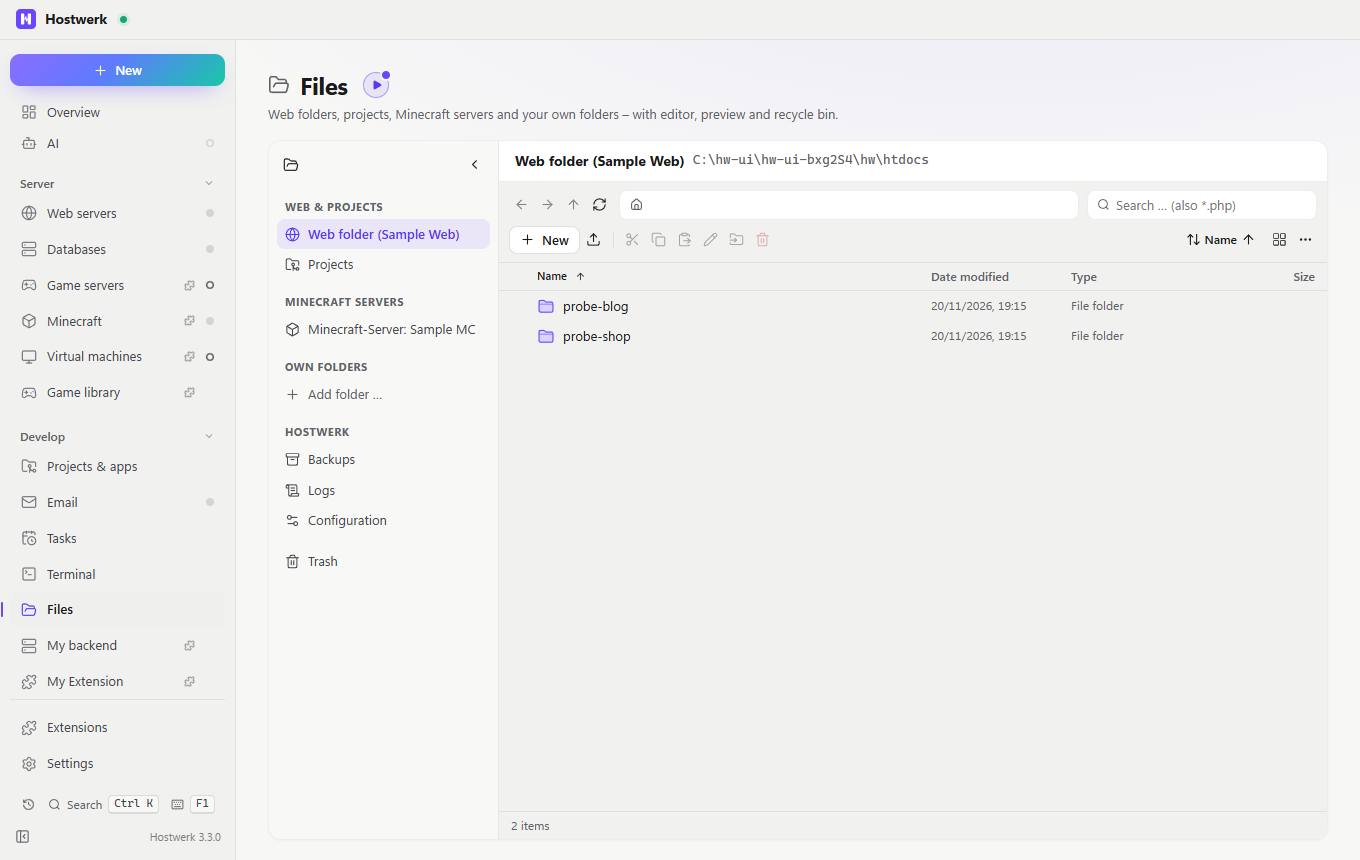 Hostwerk
New
Overview
AI
Server
Web servers
Databases
Game servers
Minecraft
Virtual machines
Game library
Develop
Projects & apps
Email
Tasks
Terminal
Files
My backend
My Extension
Extensions
Settings
Search Ctrl K F1
Hostwerk 3.3.0
Files
Web folders, projects, Minecraft servers and your own folders – with editor, preview and recycle bin.
WEB & PROJECTS
Web folder (Sample Web)
Projects
MINECRAFT SERVERS
Minecraft-Server: Sample MC
OWN FOLDERS
Add folder ...
HOSTWERK
Backups
Logs
Configuration
Trash
Web folder (Sample Web) C:\hw-ui\hw-ui-bxg2S4\hw\htdocs
Search ... (also *.php)
New
Name
Name Date modified Type Size
probe-blog 20/11/2026, 19:15 File folder
probe-shop 20/11/2026, 19:15 File folder
2 items